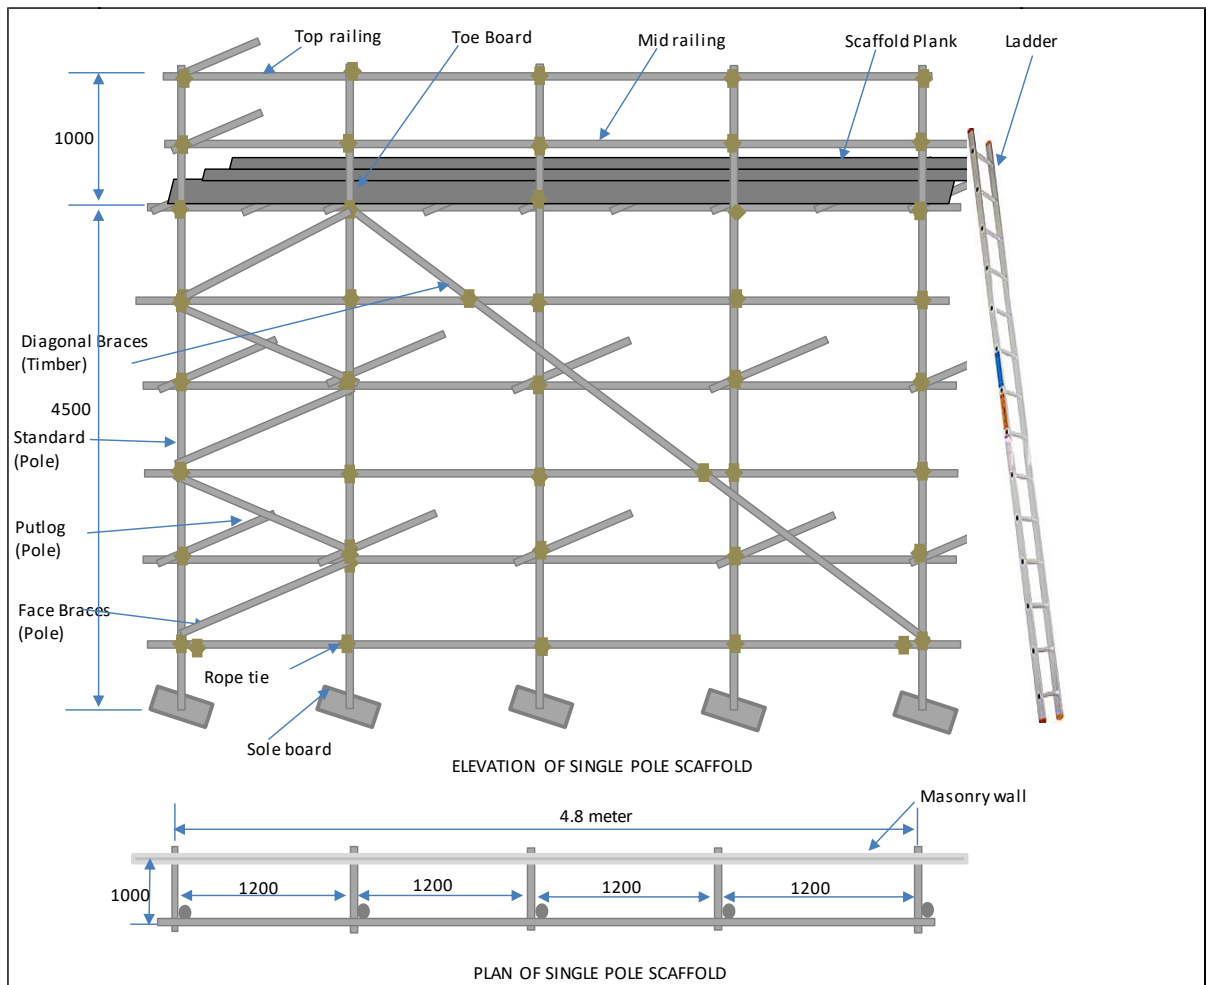 Top railing
Toe Board
Mid railing
Scaffold Plank
Ladder
1000
Diagonal Braces
(Timber)
4500
Standard
(Pole)
Putlog
(Pole)
Face Braces
(Pole)
Rope tie
Sole board
ELEVATION OF SINGLE POLE SCAFFOLD
Masonry wall
4.8 meter
1000
1200
1200
1200
1200
PLAN OF SINGLE POLE SCAFFOLD